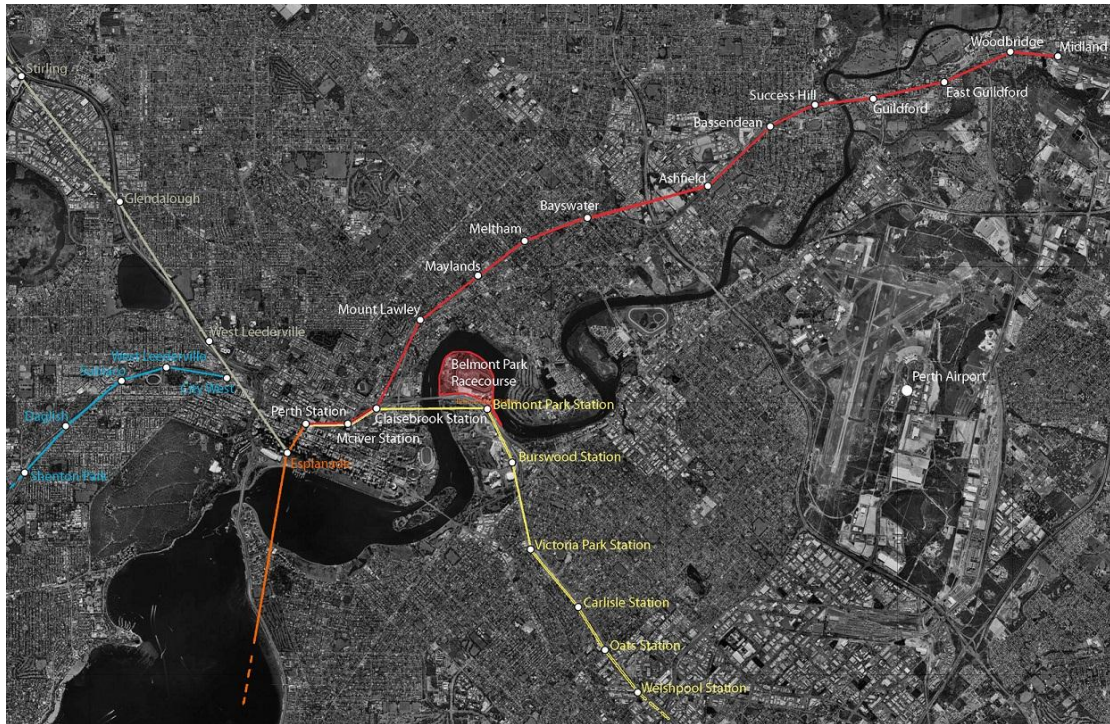 Woodbridge
Midland
Stirling
East Guildford
Success Hill
Guildford
Bassendean
Ashfield
Glendalough
Bayswater
Meltham
Maylands
Mount Lawley
West Leederville
West Leederville
Subiaco
City West
Belmont Park
Racecourse
Perth Airport
Daglish
Perth Station
Claisebrook Station
Belmont Park Station
Mciver Station
Esplanade
Burswood Station
Shenton Park
Victoria Park Station
Carlisle Station
Oats Station
Welshpool Station